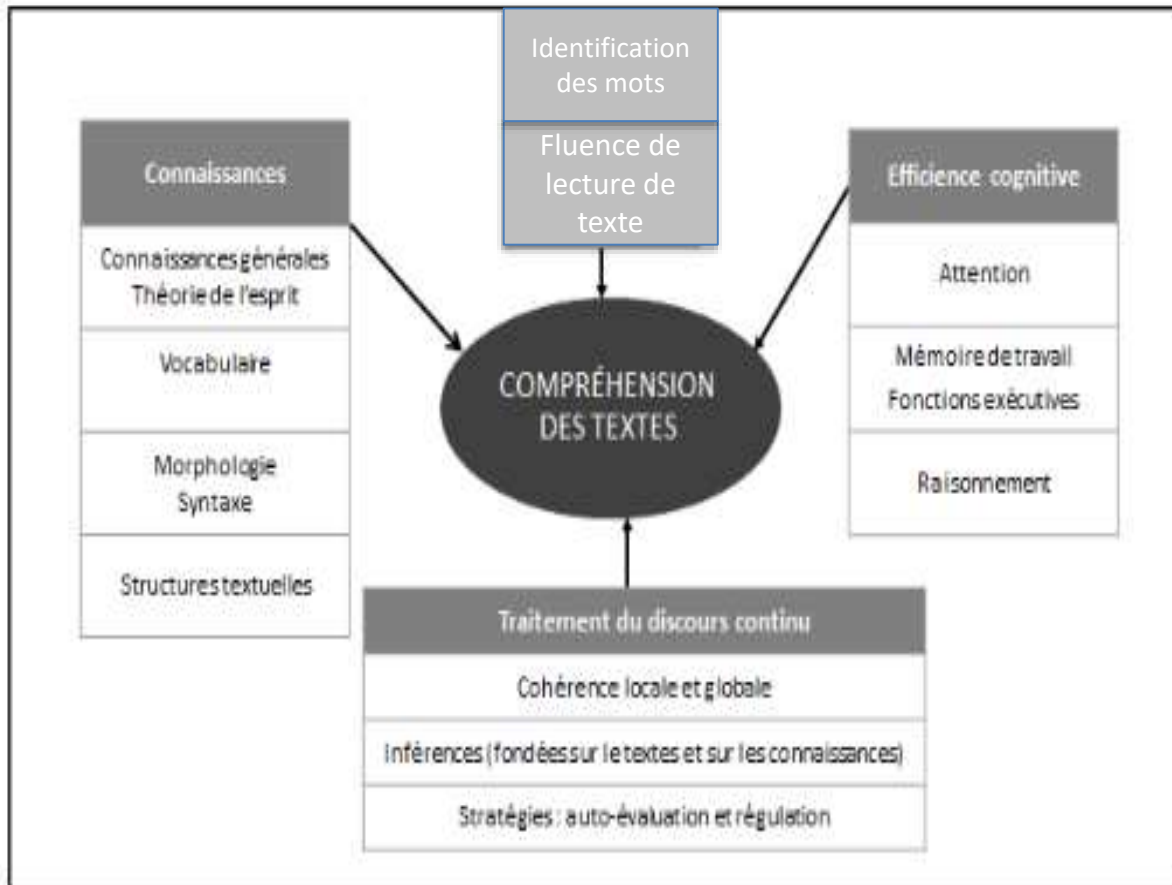 Identification
des mots
Fluence de
lecture de
texte
Connaissances
Connaissances générales
Théorie de l'esprit
Vocabulaire
Morphologie
Syntaxe
Structures textuelles
COMPRÉHENSION
DES TEXTES
Efficience cognitive
Attention
Mémoire de travail
Fonctions exécutives
Raisonnement
Traitement du discours continu
Cohérence locale et globale
Inférences (fondées sur le textes et sur les connaissances)
Stratégies : auto-évaluation et régulation